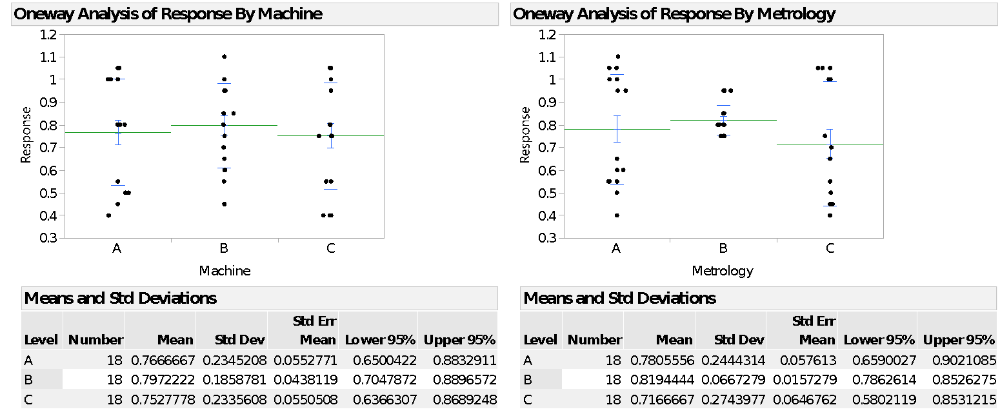 Oneway Analysis of Response By Machine
1.2
1.1
1
0.9
0.8
0.7
0.6
0.5
0.4
0.3
Response
A B C
Machine
Means and Std Deviations
Level Number Mean Std Dev Std Err Mean Lower 95% Upper 95%
A 18 0.7666667 0.2345208 0.0552771 0.6500422 0.8832911
B 18 0.7972222 0.1858781 0.0438119 0.7047872 0.8896572
C 18 0.7527778 0.2335608 0.0550508 0.6366307 0.8689248
Oneway Analysis of Response By Metrology
1.2
1.1
1
0.9
0.8
0.7
0.6
0.5
0.4
0.3
Response
A B C
Metrology
Means and Std Deviations
Level Number Mean Std Dev Std Err Mean Lower 95% Upper 95%
A 18 0.7805556 0.2444314 0.057613 0.6590027 0.9021085
B 18 0.8194444 0.0667279 0.0157279 0.7862614 0.8526275
C 18 0.7166667 0.2743977 0.0646762 0.5802119 0.8531215